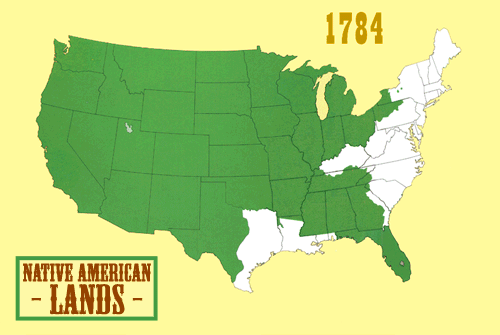 1784
NATIVE AMERICAN
- LANDS -